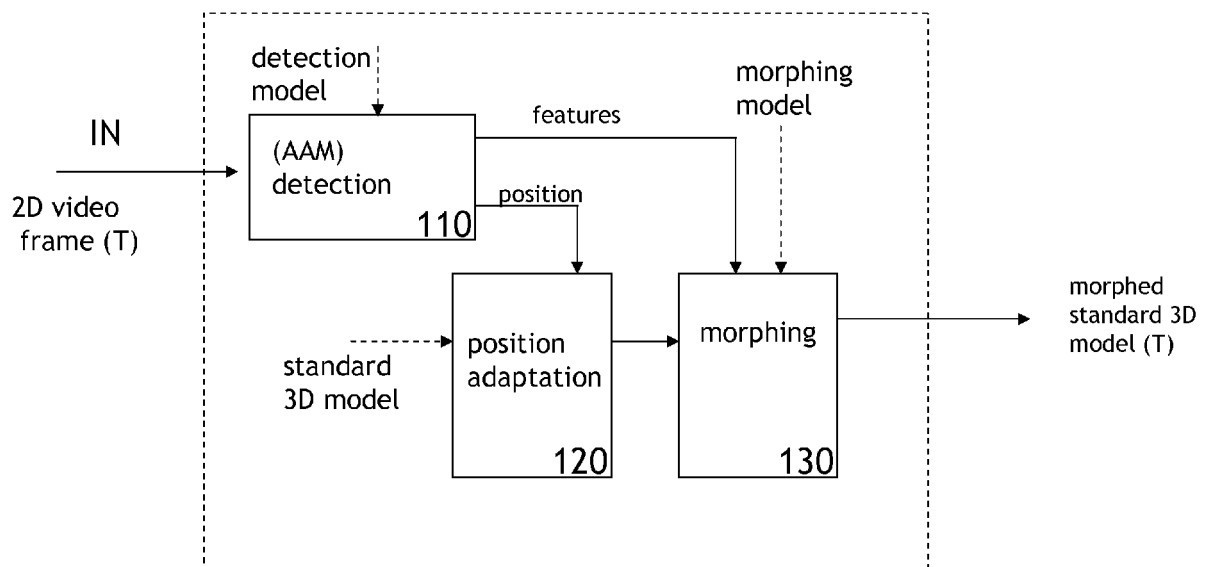 detection
model
morphing
model
features
IN
(AAM)
detection
position
110
2D video
frame (T)
morphed
standard 3D
model (T)
morphing
position
adaptation
standard
3D model
120
130